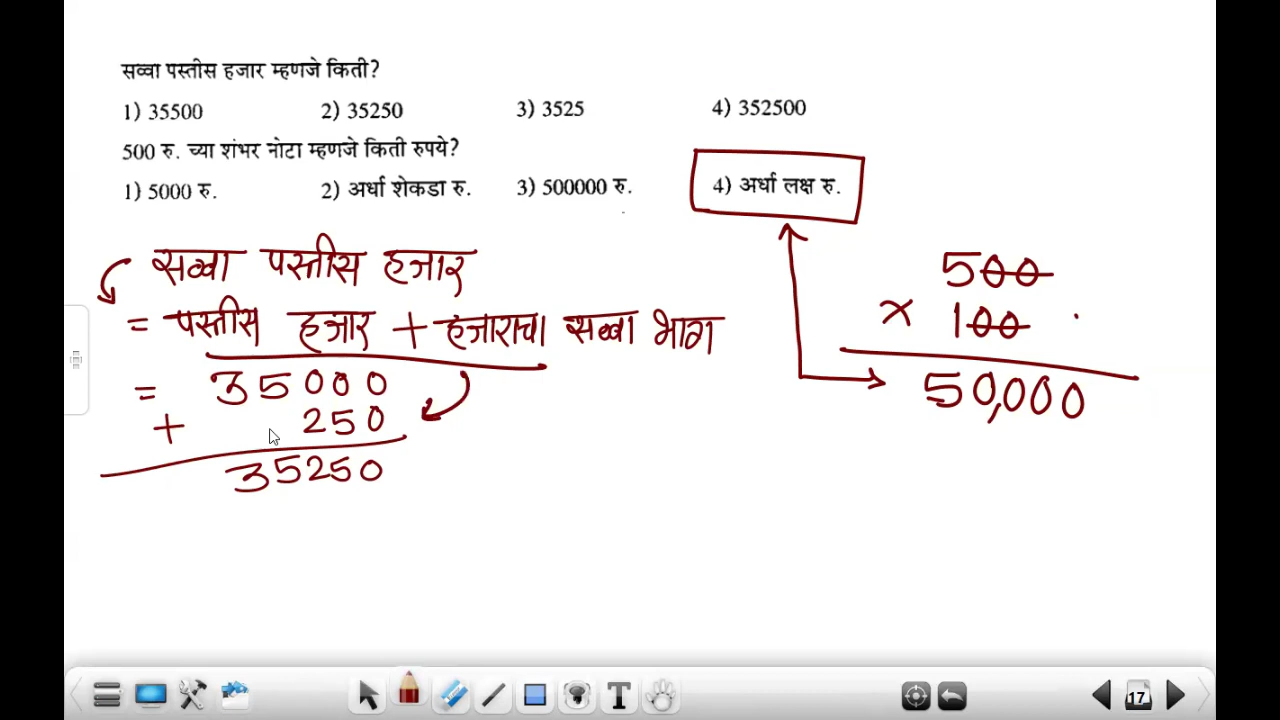 सव्वा पस्तीस हजार म्हणजे किती?
1) 35500 2) 35250 3) 3525 4) 352500
500 रु. च्या शंभर नोटा म्हणजे किती रुपये?
1) 5000 रु. 2) अर्धा शेकडा रु. 3) 500000 रु. 4) अर्धा लक्ष रु.
सव्वा पस्तीस हजार
= पस्तीस हजार + हजाराचा सव्वा भाग
= 35000
+ 250
35250
500
× 100
50,000
17